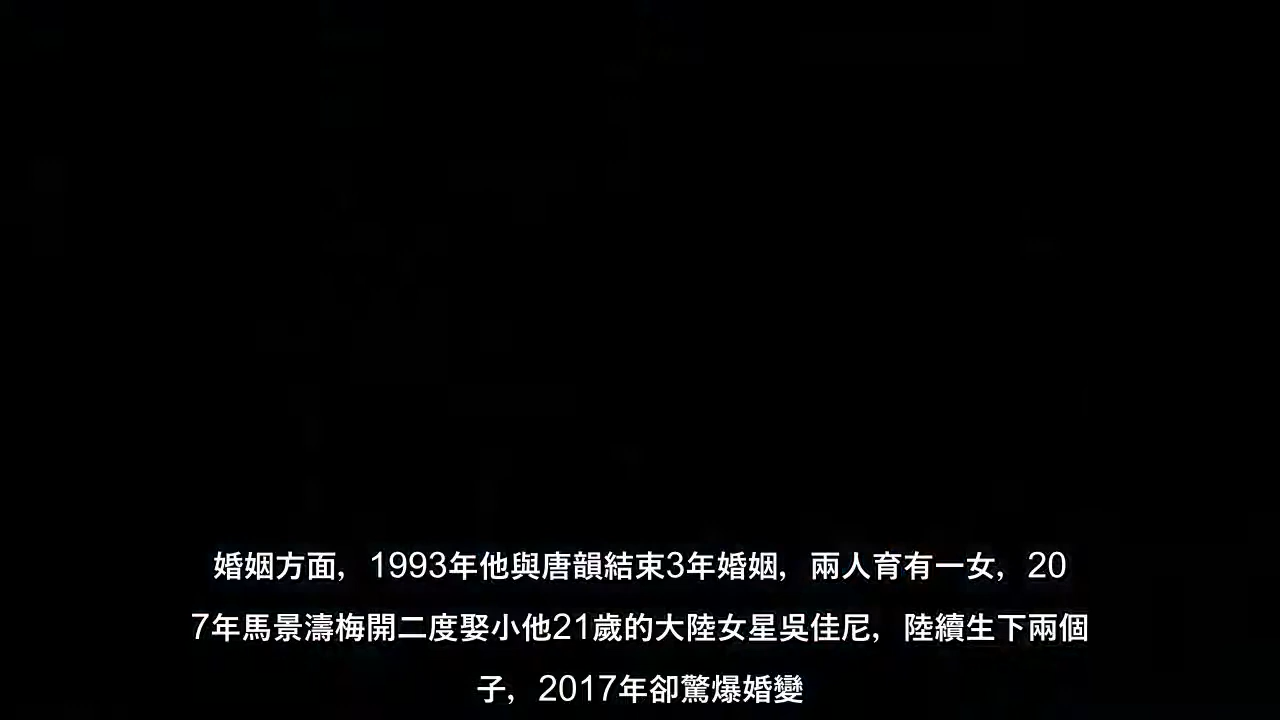 婚姻方面，1993年他與唐韻結束3年婚姻，兩人育有一女，20
7年馬景濤梅開二度娶小他21歲的大陸女星吳佳尼，陸續生下兩個
子，2017年卻驚爆婚變